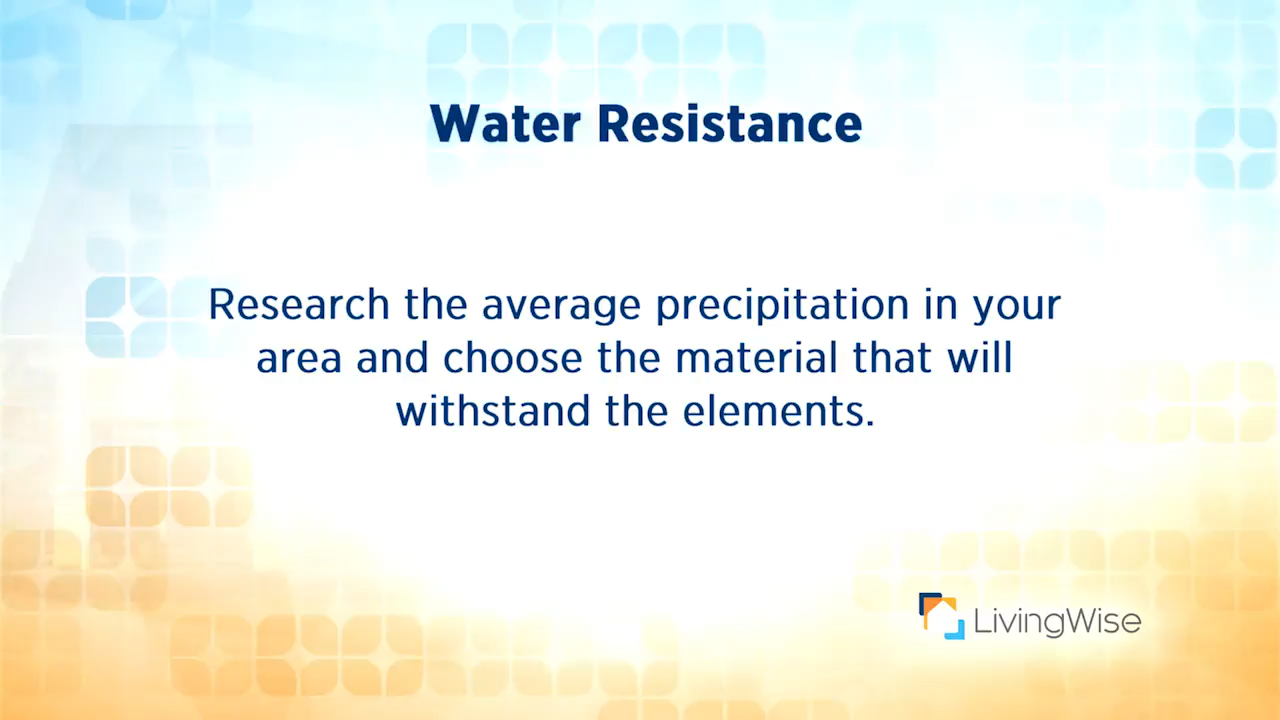 Water Resistance
Research the average precipitation in your
area and choose the material that will
withstand the elements.
LivingWise